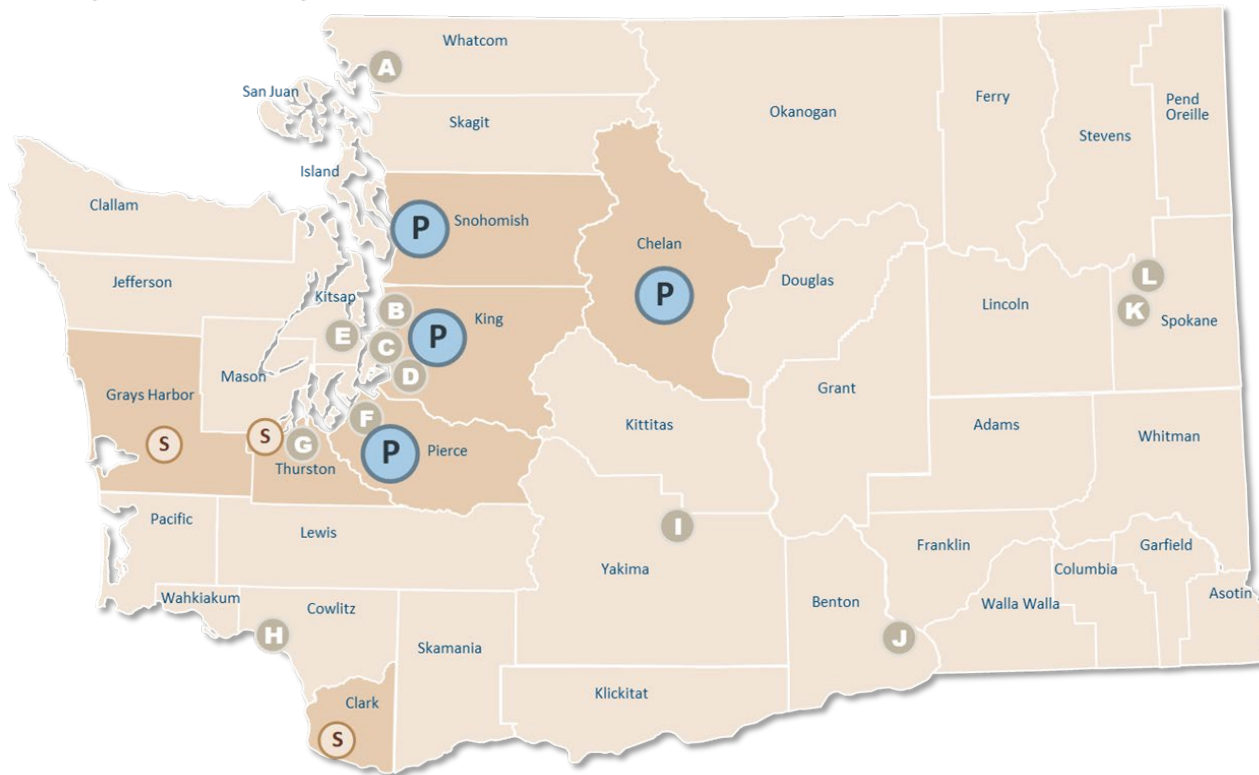 Whatcom
A
San Juan
Skagit
Okanogan
Ferry
Stevens
Pend
Oreille
Island
Clallam
P
Snohomish
Chelan
P
Jefferson
Kitsap
Douglas
Lincoln
L
K
Spokane
B
King
P
E
C
D
Mason
Grays Harbor
Grant
F
Kittitas
Adams
Whitman
S
S
G
Thurston
P
Pierce
Pacific
Lewis
I
Yakima
Franklin
Garfield
Columbia
Wahkiakum
Cowlitz
Benton
Walla Walla
Asotin
H
Skamania
J
Klickitat
Clark
S